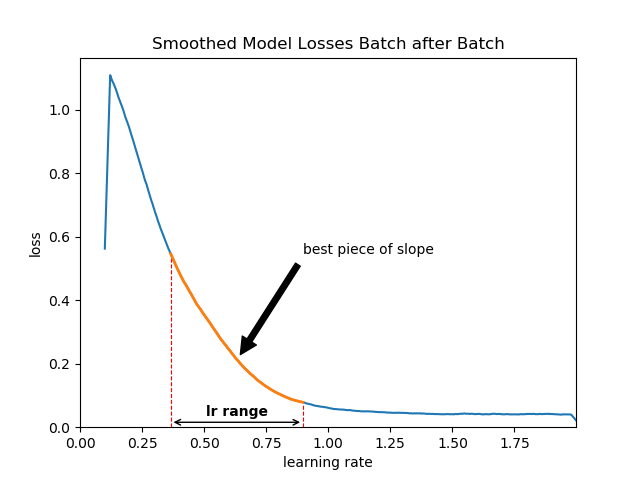 Smoothed Model Losses Batch after Batch
1.0
0.8
0.6
0.4
0.2
0.0
loss
best piece of slope
lr range
0.00 0.25 0.50 0.75 1.00 1.25 1.50 1.75
learning rate